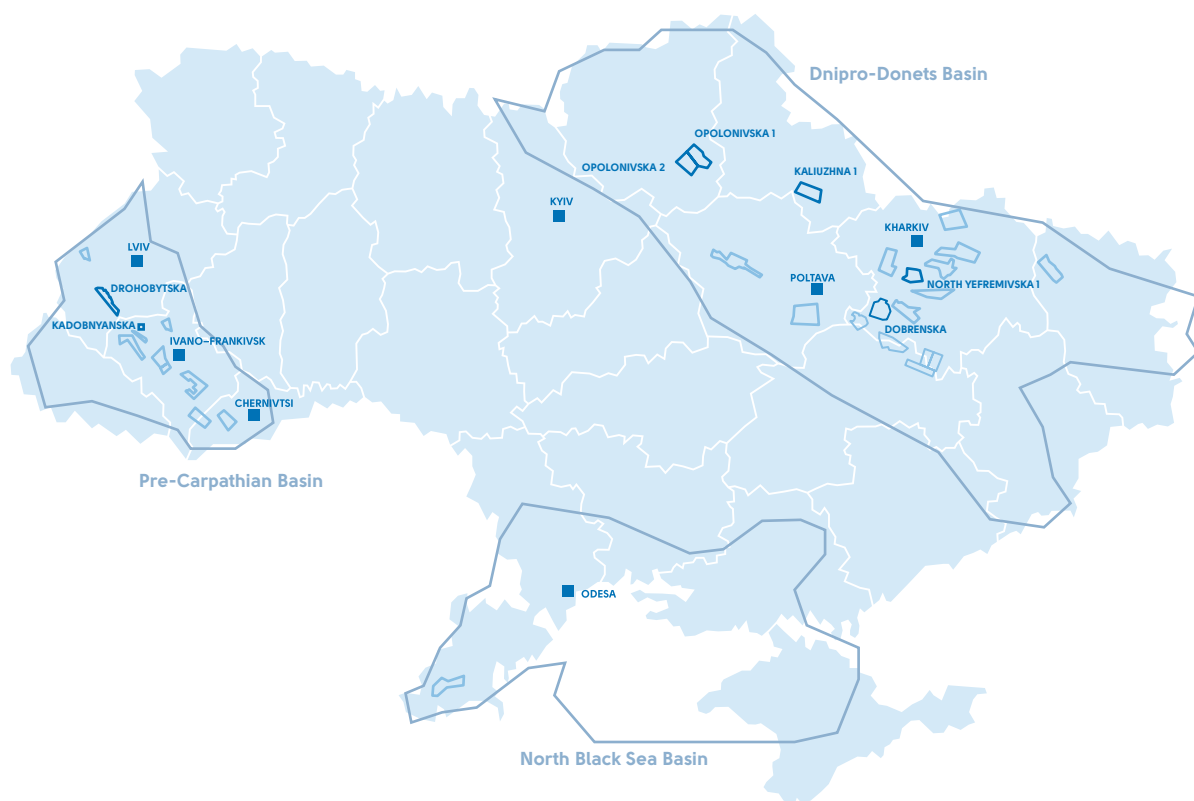 Dnipro-Donets Basin
OPOLONIVSKA 1
OPOLONIVSKA 2
KALIUZHNA 1
KYIV
KHARKIV
LVIV
POLTAVA
NORTH YEFREMIVSKA 1
DROHOBYTSKA
KADOBNYANSKA
DOBRENSKA
IVANO–FRANKIVSK
CHERNIVTSI
Pre-Carpathian Basin
ODESA
North Black Sea Basin